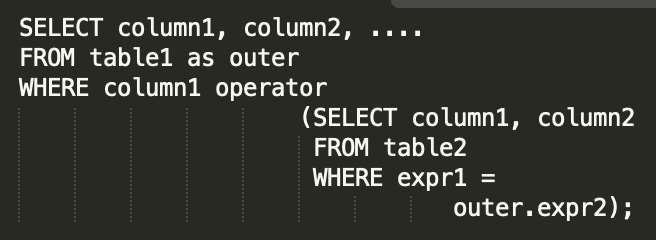 SELECT column1, column2, ....
FROM table1 as outer
WHERE column1 operator
(SELECT column1, column2
FROM table2
WHERE expr1 =
outer.expr2);